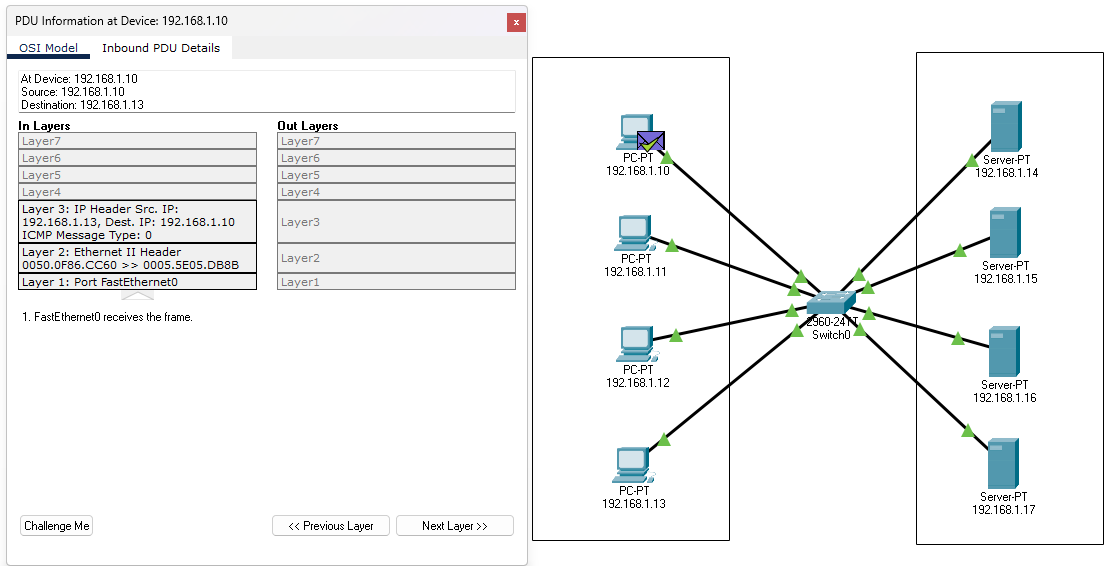 PDU Information at Device: 192.168.1.10
x
OSI Model
Inbound PDU Details
At Device: 192.168.1.10
Source: 192.168.1.10
Destination: 192.168.1.13
In Layers
Layer7
Layer6
Layer5
Layer4
Layer 3: IP Header Src. IP:
192.168.1.13, Dest. IP: 192.168.1.10
ICMP Message Type: 0
Layer 2: Ethernet II Header
0050.0F86.CC60 >> 0005.5E05.DB8B
Layer 1: Port FastEthernet0
Out Layers
Layer7
Layer6
Layer5
Layer4
Layer3
Layer2
Layer1
1. FastEthernet0 receives the frame.
Challenge Me
<< Previous Layer
Next Layer >>
PC-PT
192.168.1.10
PC-PT
192.168.1.11
PC-PT
192.168.1.12
PC-PT
192.168.1.13
2960-24TT
Switch0
Server-PT
192.168.1.14
Server-PT
192.168.1.15
Server-PT
192.168.1.16
Server-PT
192.168.1.17